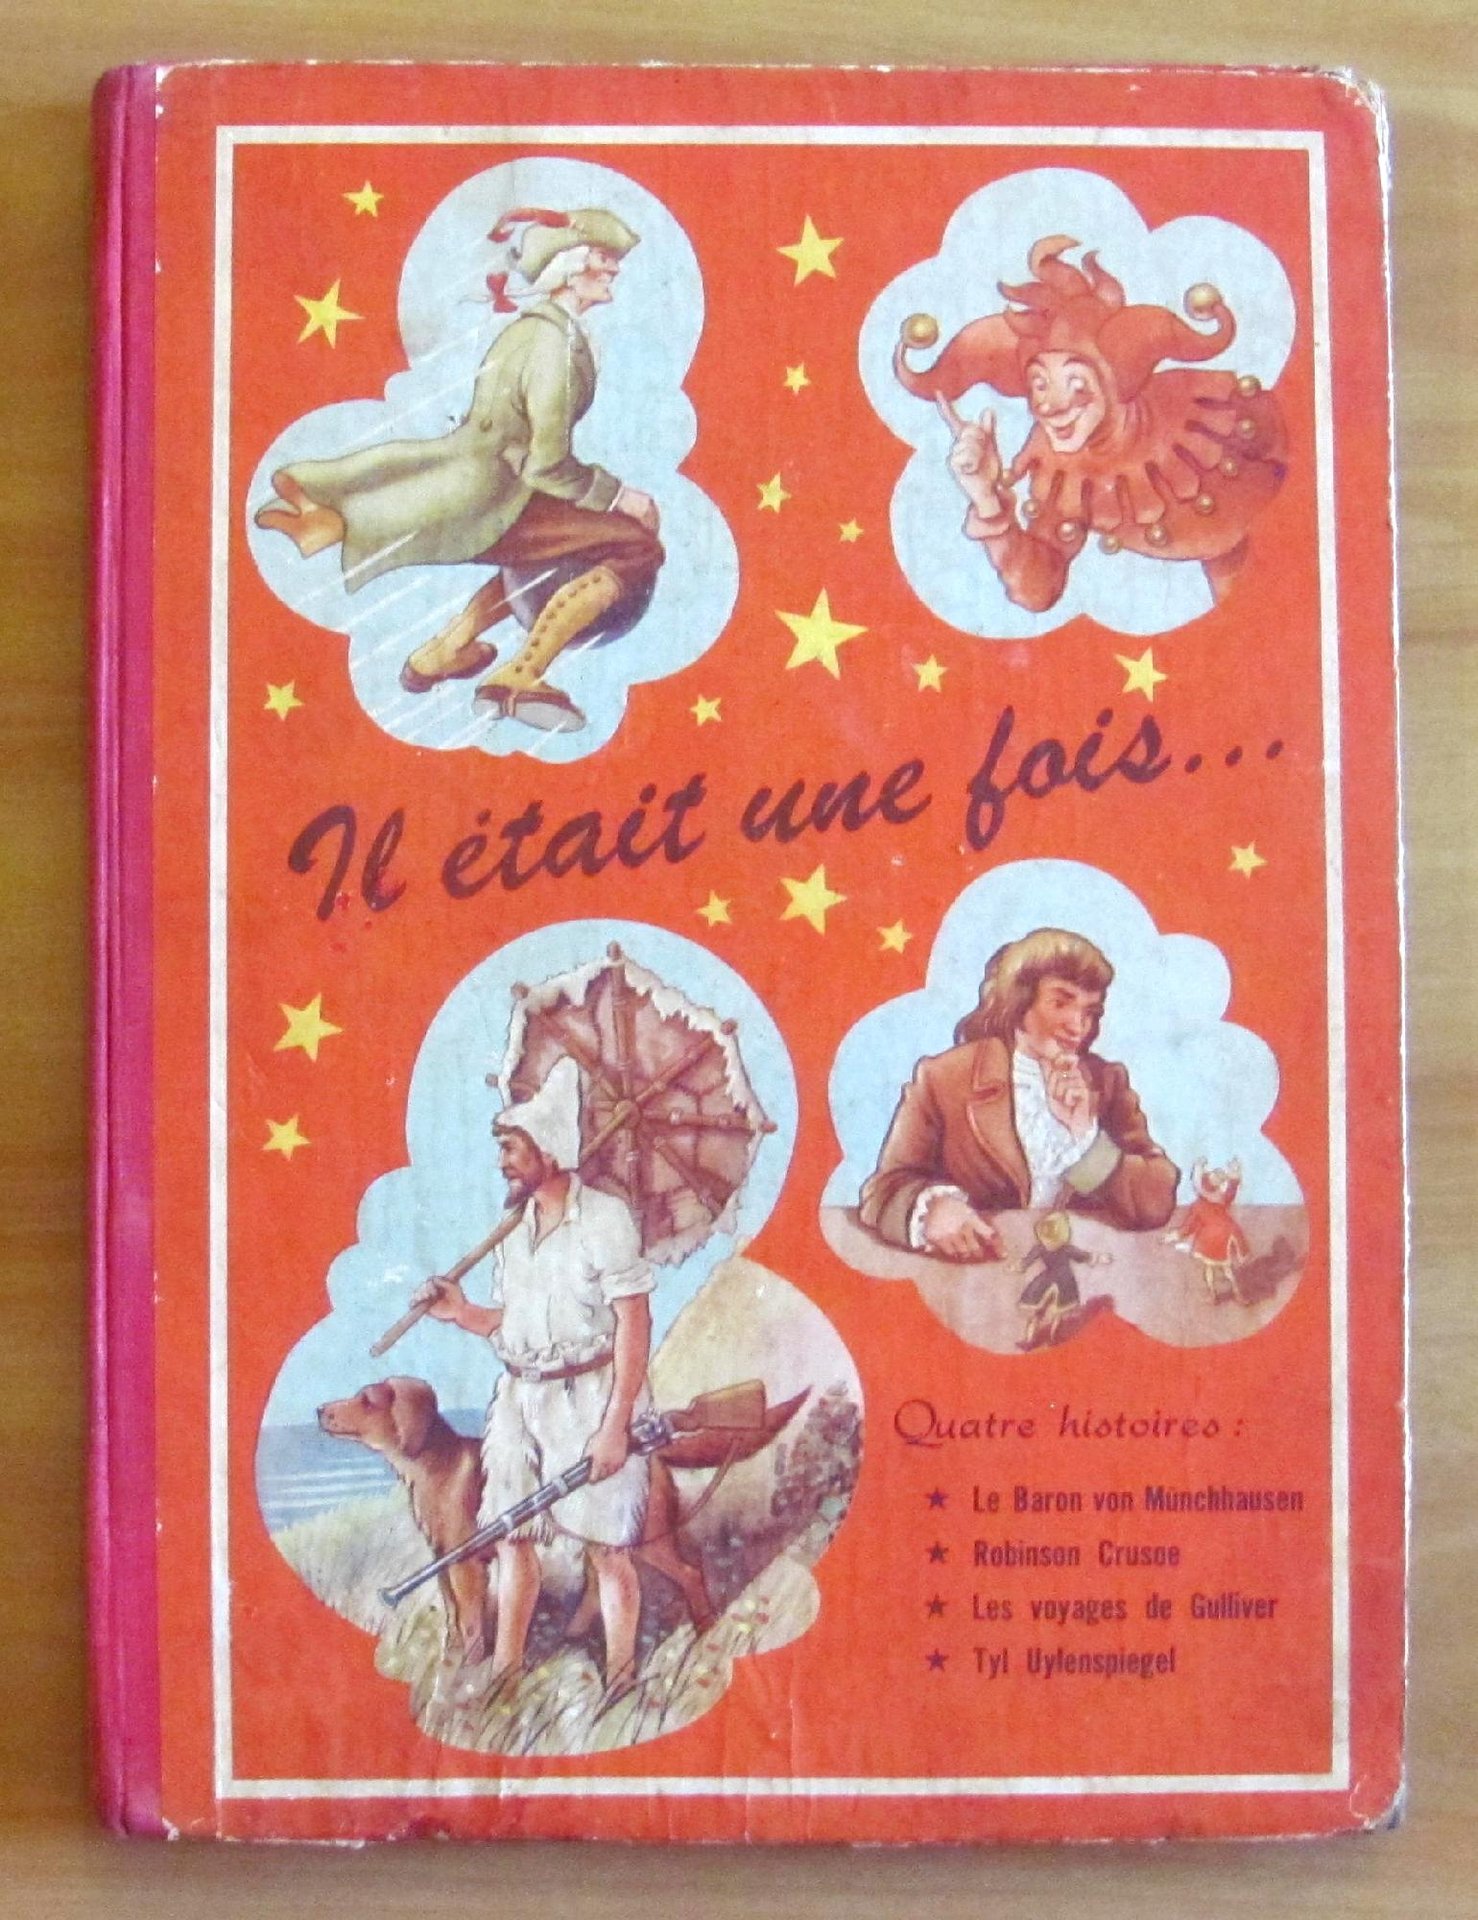 Il était une fois...
Quatre histoires :
★ Le Baron von Münchhausen
★ Robinson Crusoe
★ Les voyages de Gulliver
★ Tyl Uylenspiegel